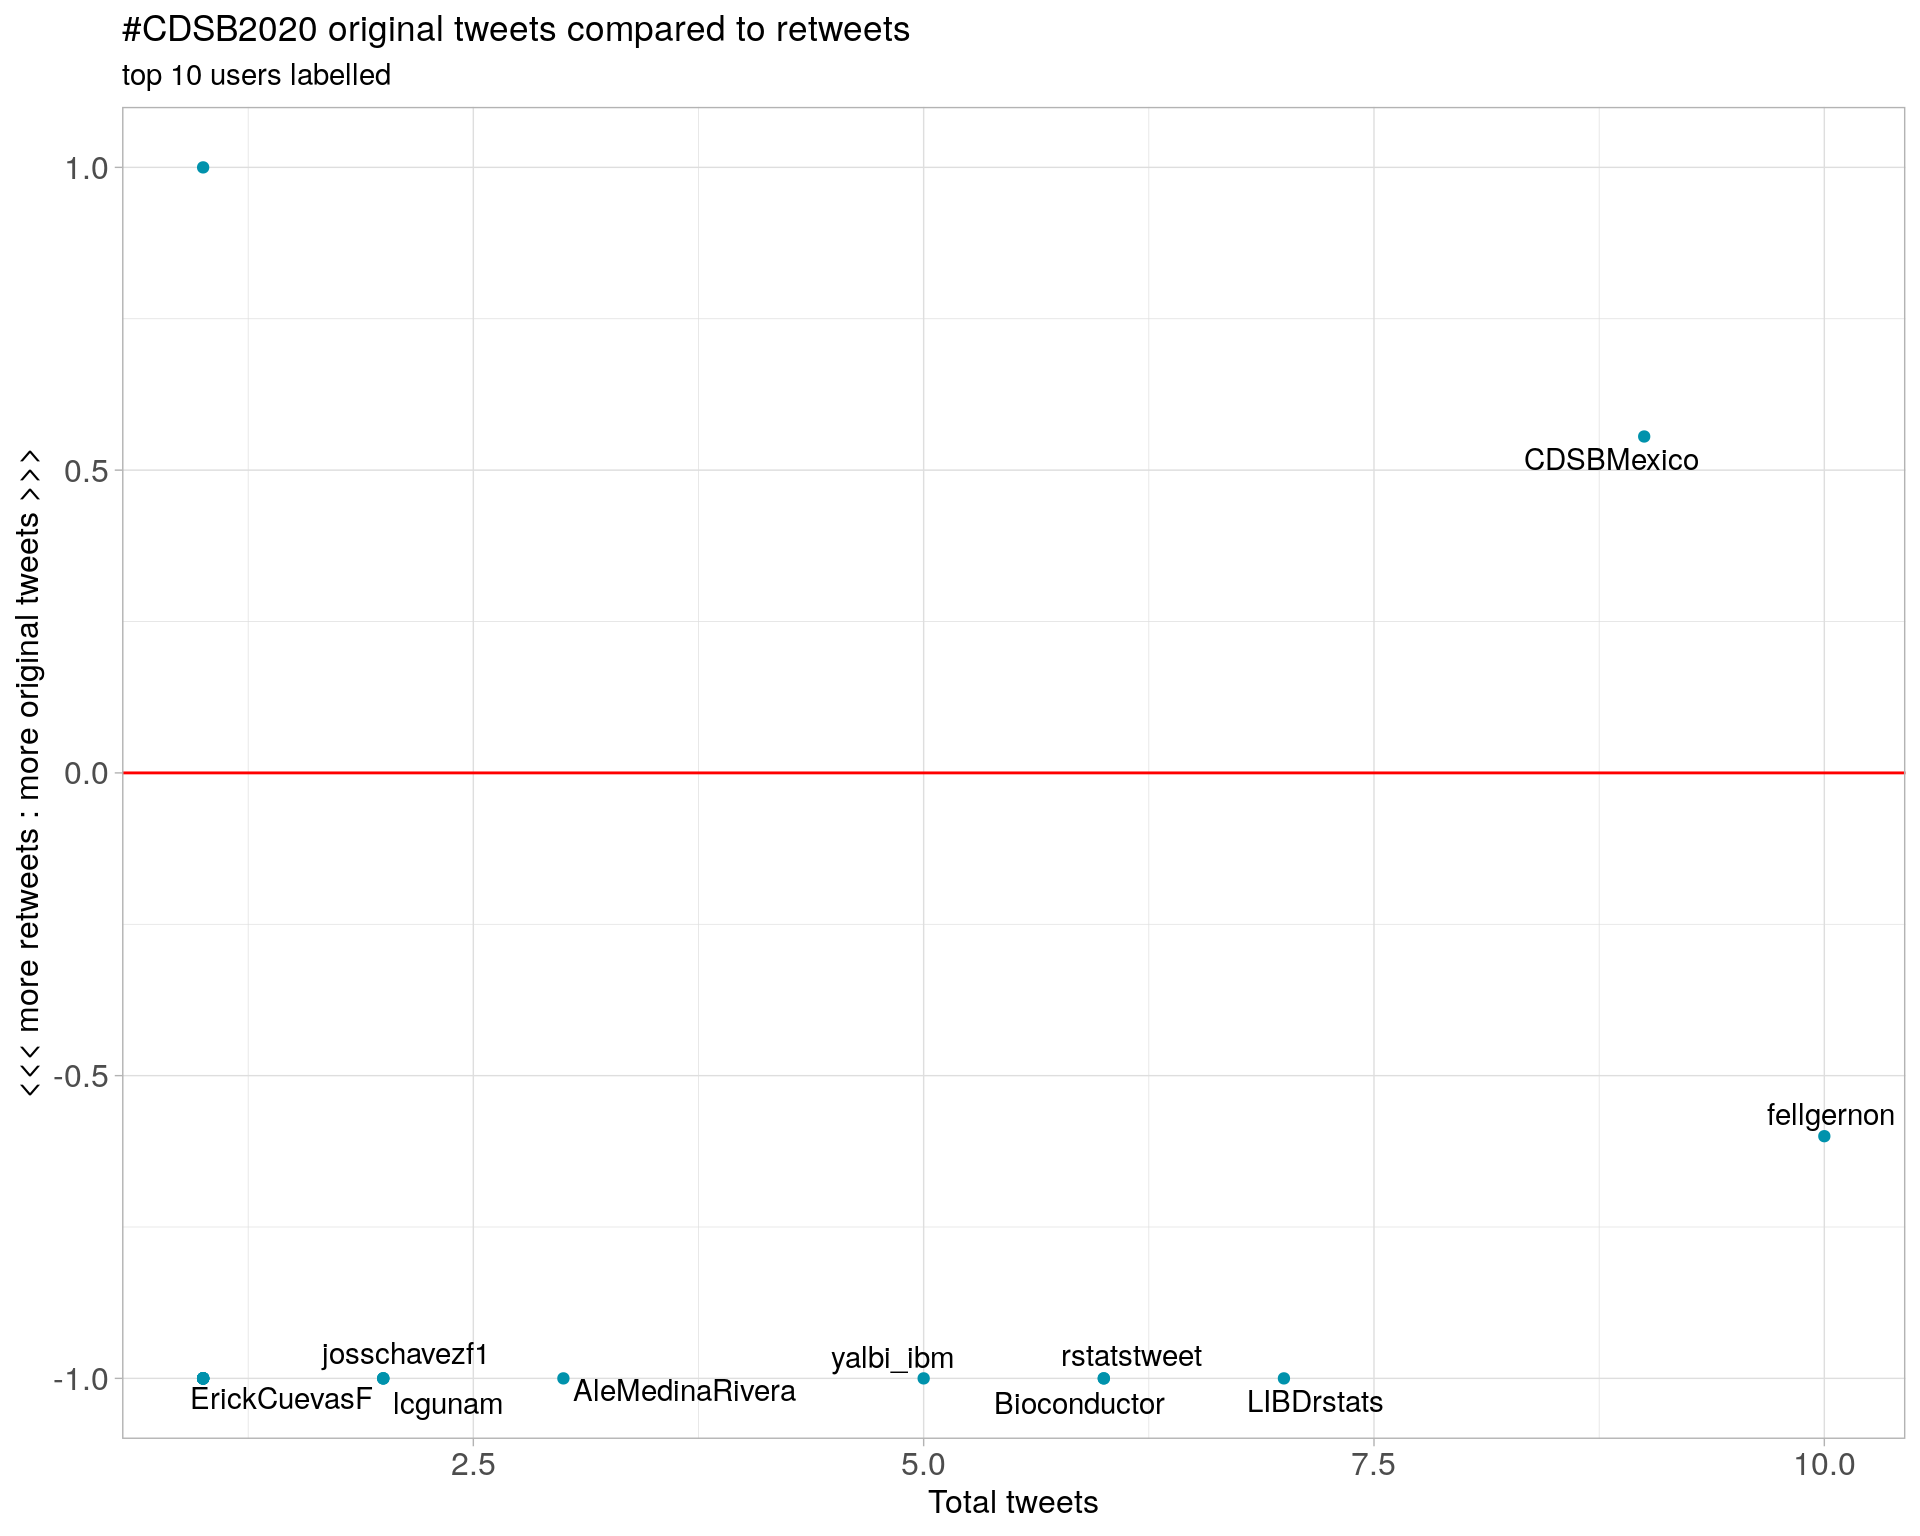 #CDSB2020 original tweets compared to retweets
top 10 users labelled
<<< more retweets : more original tweets >>>
1.0
0.5
0.0
-0.5
-1.0
CDSBMexico
fellgernon
josschavezf1
yalbi_ibm
rstatstweet
ErickCuevasF
lcgunam
AleMedinaRivera
Bioconductor
LIBDrstats
2.5
5.0
7.5
10.0
Total tweets